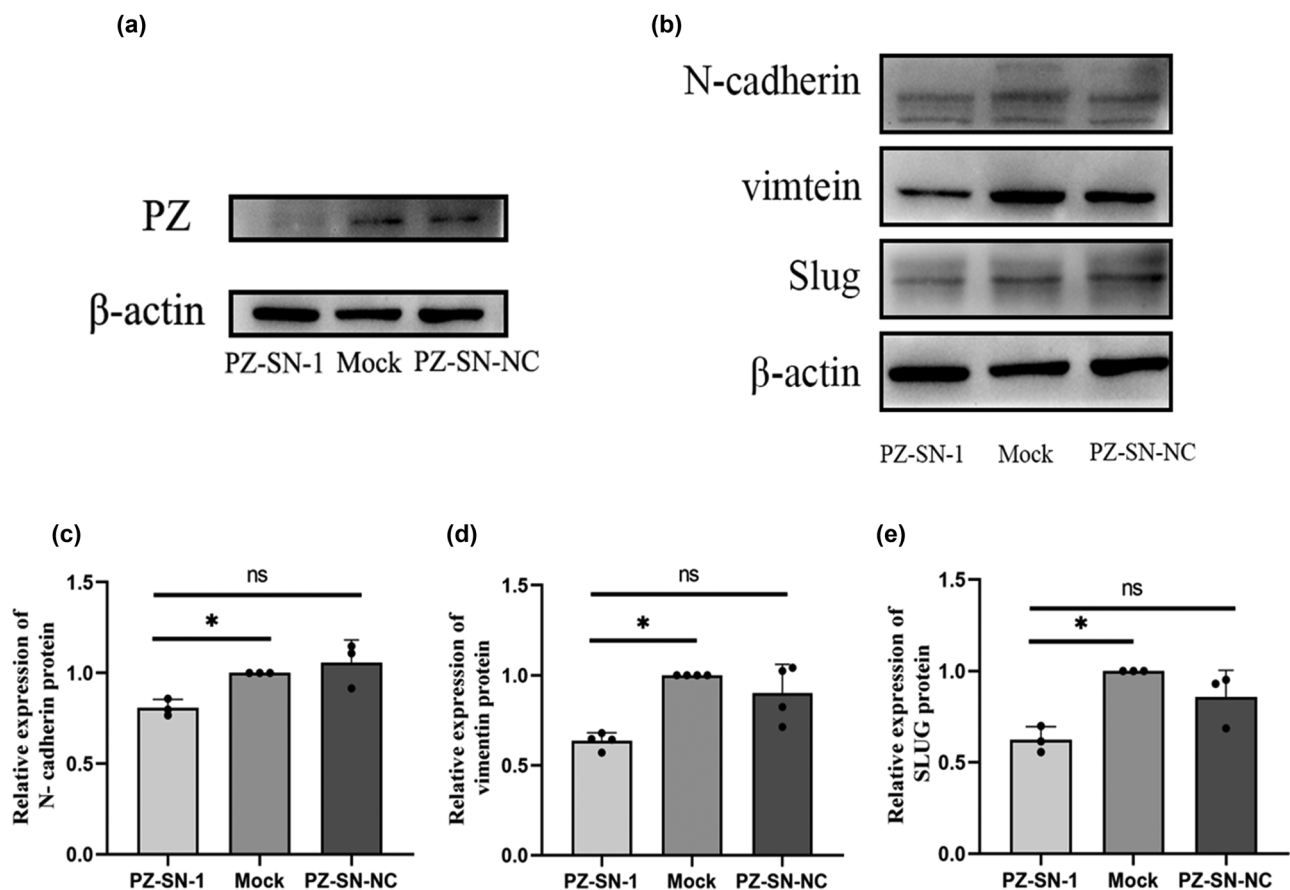 (a)
PZ
β-actin
PZ-SN-1 Mock PZ-SN-NC
(b)
N-cadherin
vimtein
Slug
β-actin
PZ-SN-1 Mock PZ-SN-NC
(c)
Relative expression of
N- cadherin protein
1.5
1.0
0.5
0.0
ns
*
PZ-SN-1 Mock PZ-SN-NC
(d)
Relative expression of
vimentin protein
1.5
1.0
0.5
0.0
ns
*
PZ-SN-1 Mock PZ-SN-NC
(e)
Relative expression of
SLUG protein
1.5
1.0
0.5
0.0
ns
*
PZ-SN-1 Mock PZ-SN-NC